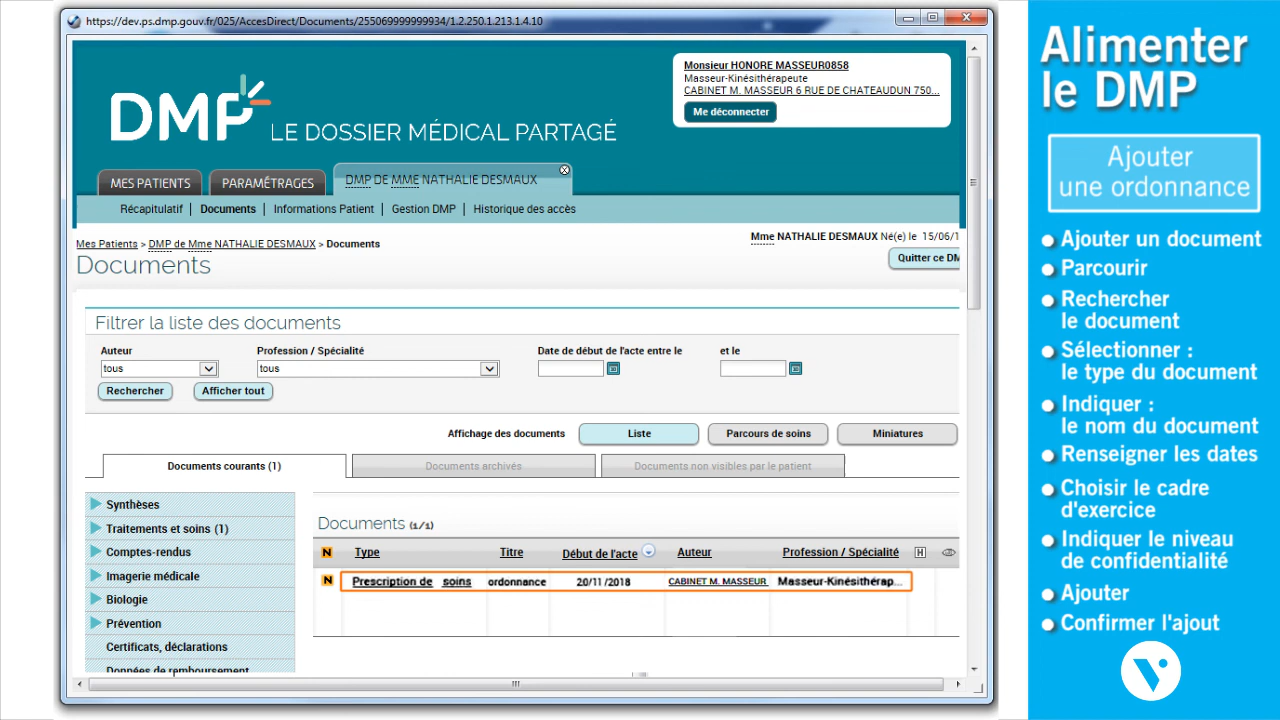 https://dev.ps.dmp.gouv.fr/025/AccesDirect/Documents/255069999999934/1.2.250.1.213.1.4.10
Monsieur HONORE MASSEUR0858
Masseur-Kinésithérapeute
CABINET M. MASSEUR 6 RUE DE CHATEAUDUN 750...
Me déconnecter
DMP LE DOSSIER MÉDICAL PARTAGÉ
MES PATIENTS PARAMÉTRAGES DMP DE MME NATHALIE DESMAUX
Récapitulatif | Documents | Informations Patient | Gestion DMP | Historique des accès
Mes Patients > DMP de Mme NATHALIE DESMAUX > Documents
Mme NATHALIE DESMAUX Né(e) le 15/06/1
Documents
Quitter ce DM
Filtrer la liste des documents
Auteur Profession / Spécialité Date de début de l'acte entre le et le
tous tous
Rechercher Afficher tout
Affichage des documents Liste Parcours de soins Miniatures
Documents courants (1) Documents archivés Documents non visibles par le patient
Synthèses
Traitements et soins (1)
Comptes-rendus
Imagerie médicale
Biologie
Prévention
Certificats, déclarations
Données de remboursement
Documents (1/1)
N Type Titre Début de l'acte Auteur Profession / Spécialité H
N Prescription de soins ordonnance 20/11/2018 CABINET M. MASSEUR Masseur-Kinésithérap...
Alimenter
le DMP
Ajouter
une ordonnance
Ajouter un document
Parcourir
Rechercher
le document
Sélectionner :
le type du document
Indiquer :
le nom du document
Renseigner les dates
Choisir le cadre
d'exercice
Indiquer le niveau
de confidentialité
Ajouter
Confirmer l'ajout